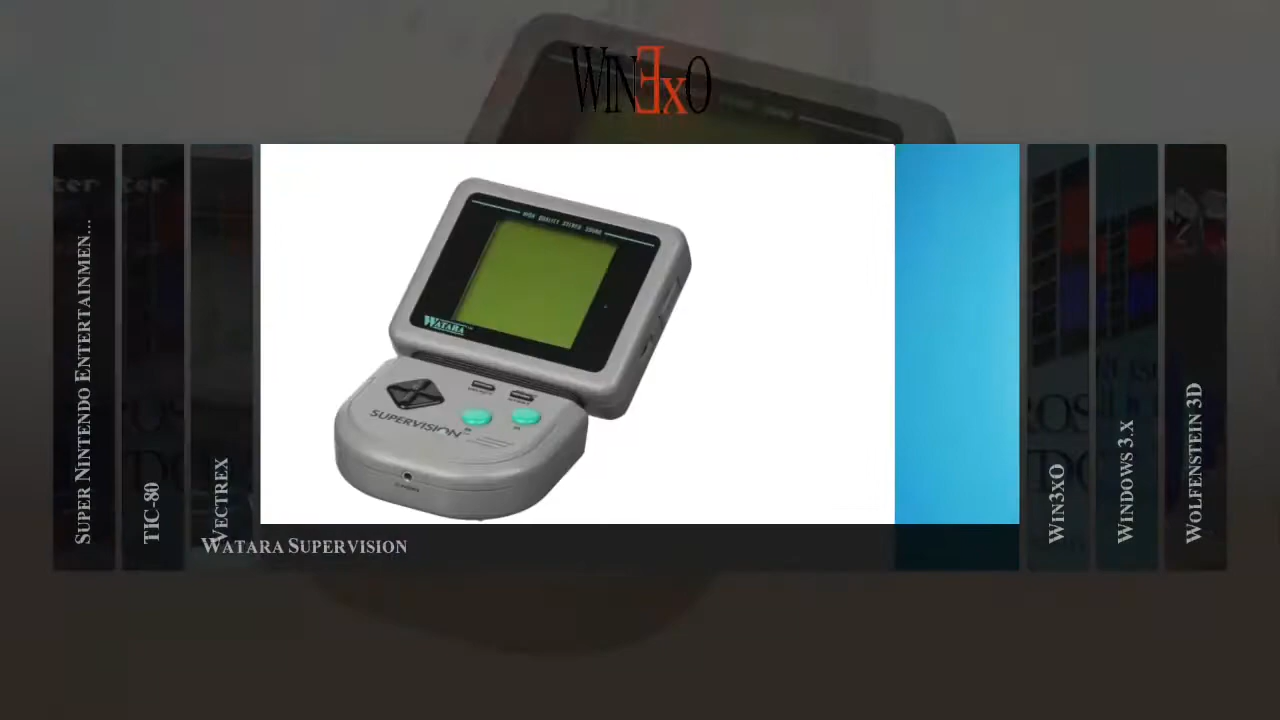 WINƎxO
HIGH QUALITY STEREO SOUND
WATARA
SUPERVISION
SUPER NINTENDO ENTERTAINMEN...
TIC-80
VECTREX
WATARA SUPERVISION
WIN3XO
WINDOWS 3.X
WOLFENSTEIN 3D